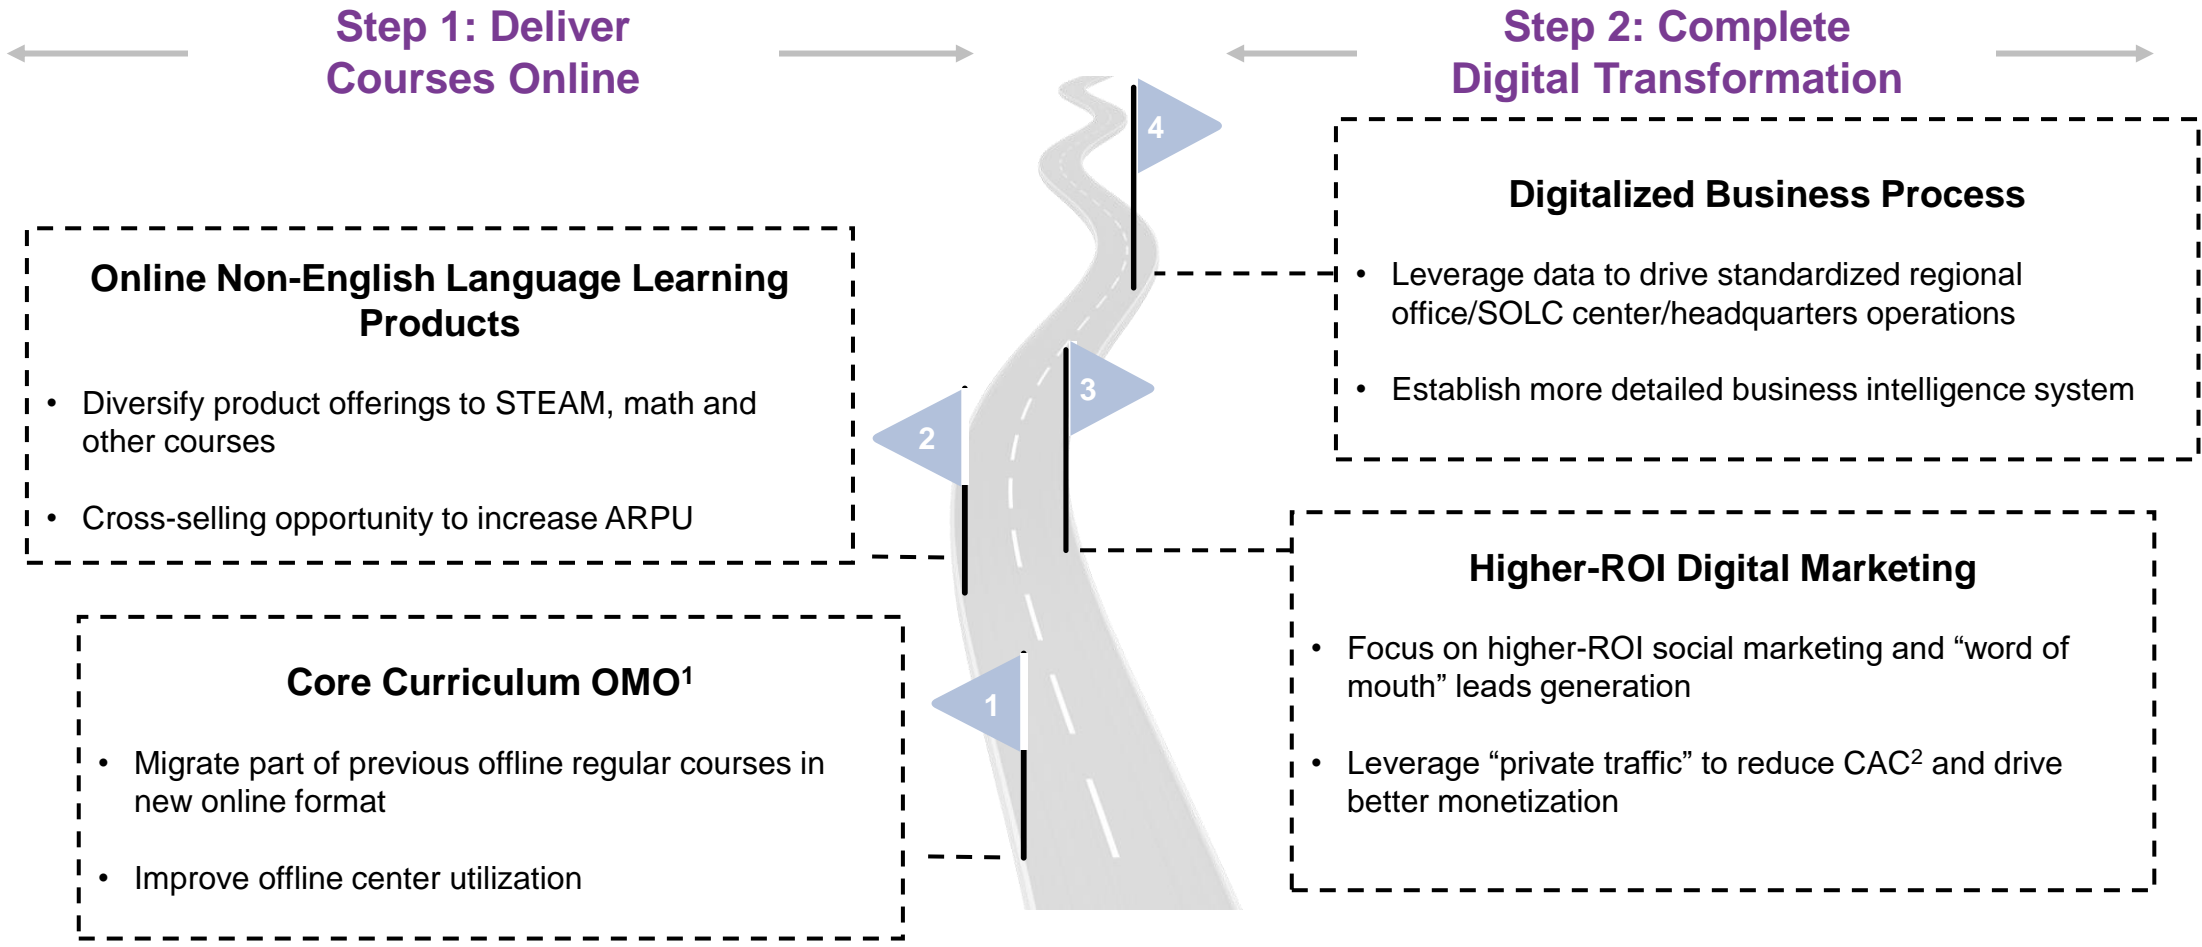 Step 1: Deliver
Courses Online
Step 2: Complete
Digital Transformation
4
Digitalized Business Process
• Leverage data to drive standardized regional
office/SOLC center/headquarters operations
• Establish more detailed business intelligence system
Online Non-English Language Learning
Products
• Diversify product offerings to STEAM, math and
other courses
• Cross-selling opportunity to increase ARPU
2
3
Higher-ROI Digital Marketing
• Focus on higher-ROI social marketing and “word of
mouth” leads generation
• Leverage “private traffic” to reduce CAC² and drive
better monetization
Core Curriculum OMO¹
• Migrate part of previous offline regular courses in
new online format
• Improve offline center utilization
1